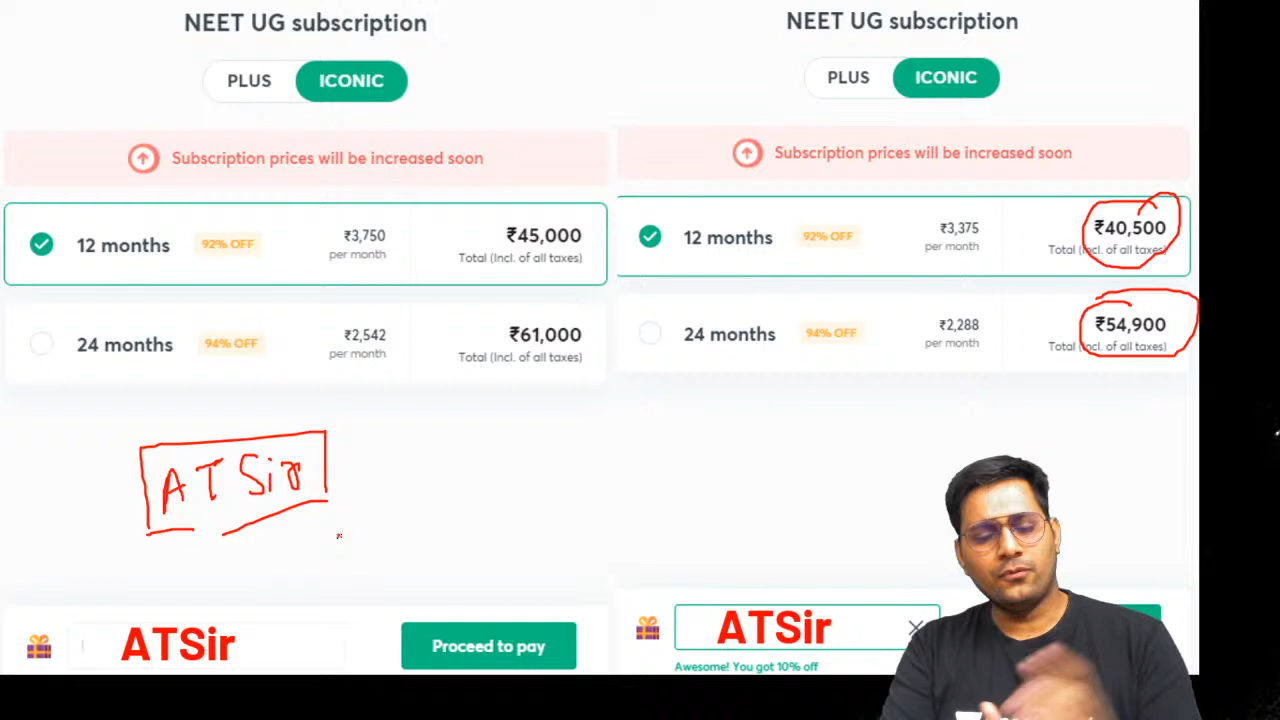 NEET UG subscription
PLUS
ICONIC
Subscription prices will be increased soon
12 months
92% OFF
₹3,750
per month
₹45,000
Total (Incl. of all taxes)
24 months
94% OFF
₹2,542
per month
₹61,000
Total (Incl. of all taxes)
AT Sir
ATSir
Proceed to pay
NEET UG subscription
PLUS
ICONIC
Subscription prices will be increased soon
12 months
92% OFF
₹3,375
per month
₹40,500
Total (Incl. of all taxes)
24 months
94% OFF
₹2,288
per month
₹54,900
Total (Incl. of all taxes)
ATSir
Awesome! You got 10% off